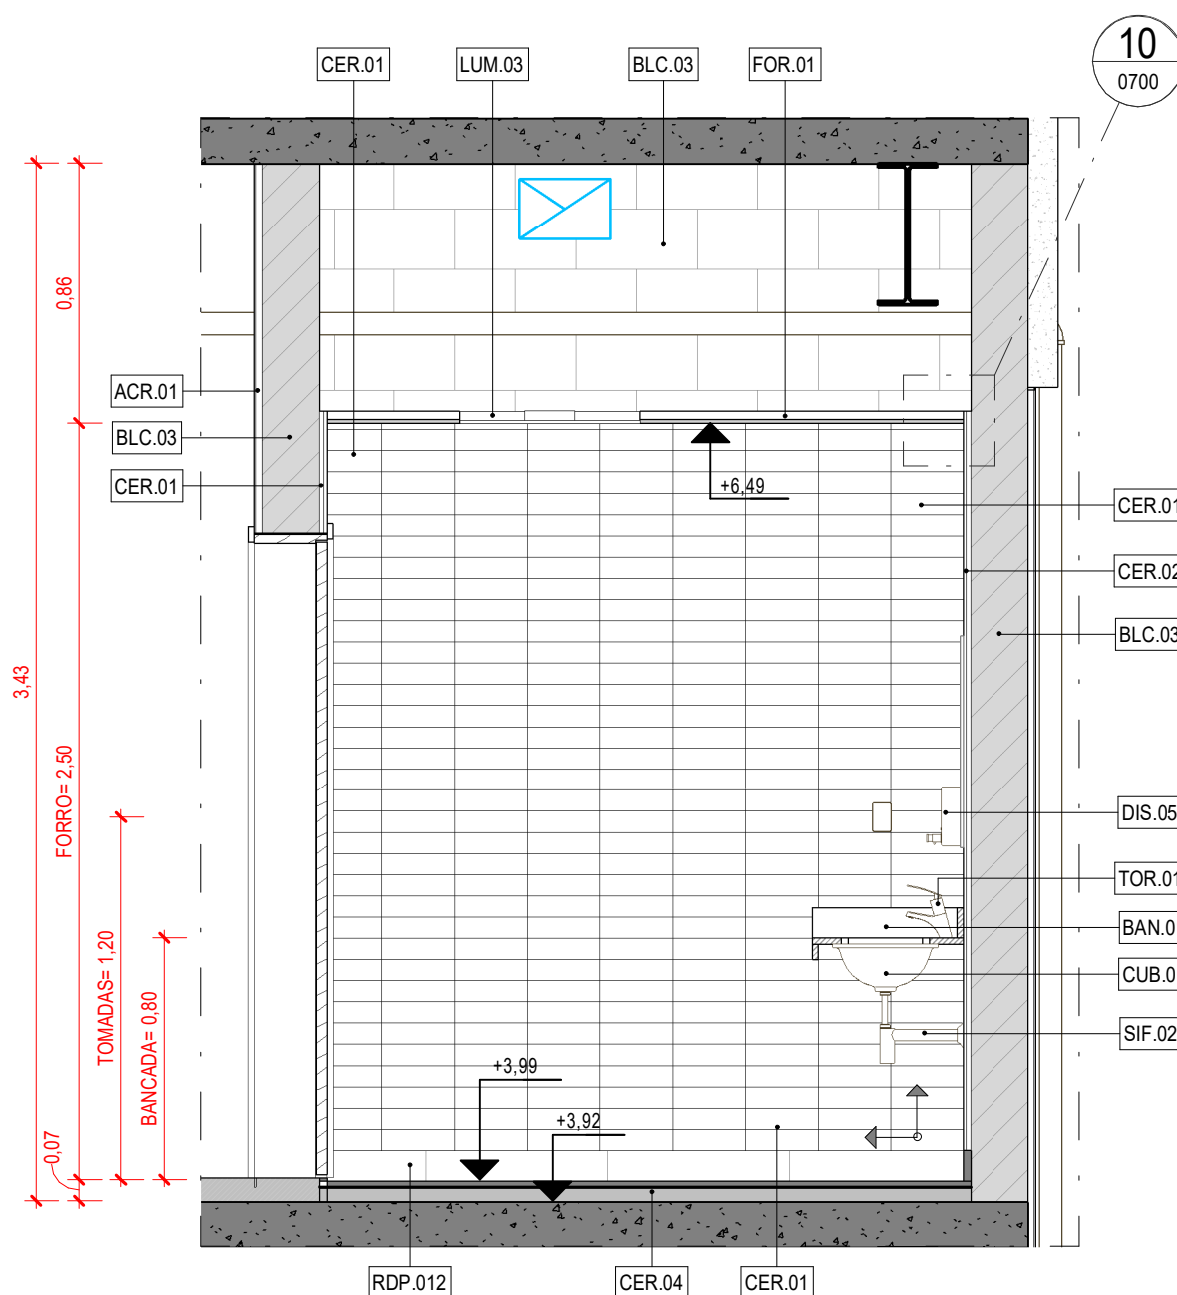 10
0700
CER.01
LUM.03
BLC.03
FOR.01
0,86
ACR.01
BLC.03
CER.01
+6,49
CER.01
CER.02
BLC.03
3,43
FORRO= 2,50
TOMADAS= 1,20
BANCADA= 0,80
0,07
DIS.05
TOR.01
BAN.0
CUB.0
SIF.02
+3,99
+3,92
RDP.012
CER.04
CER.01